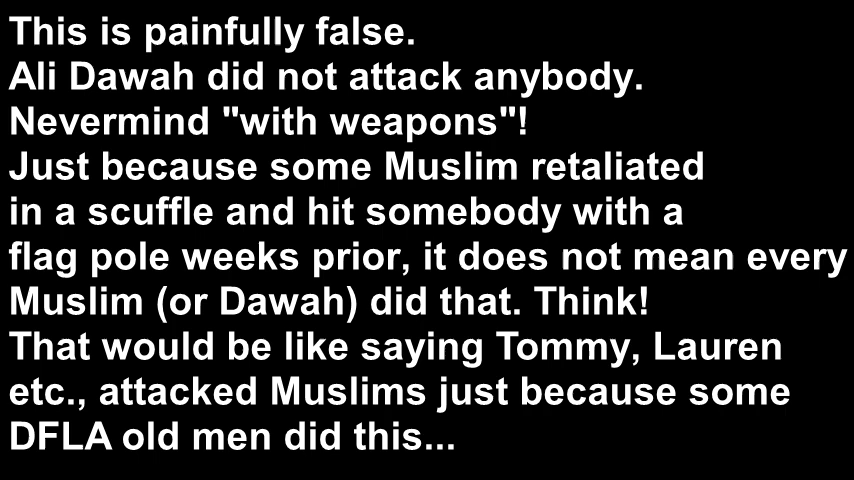 This is painfully false.
Ali Dawah did not attack anybody.
Nevermind "with weapons"!
Just because some Muslim retaliated
in a scuffle and hit somebody with a
flag pole weeks prior, it does not mean every
Muslim (or Dawah) did that. Think!
That would be like saying Tommy, Lauren
etc., attacked Muslims just because some
DFLA old men did this...